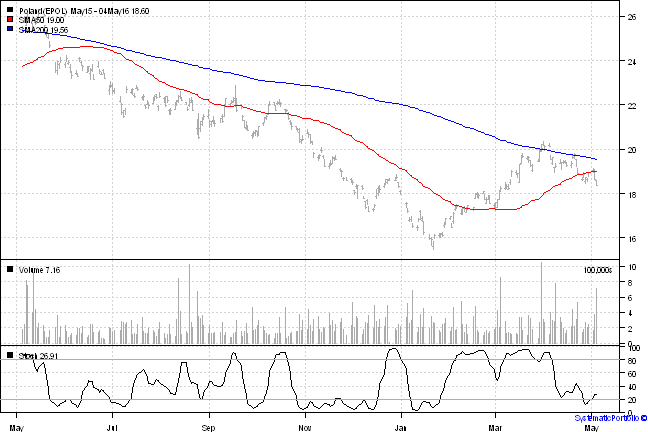 Poland (EPOL) May15 - 04May16 18.60
SMA50 19.00
SMA200 19.56
26
24
22
20
18
16
Volume 7.16
100,000s
10
8
6
4
2
0
Stoch 26.91
100
80
60
40
20
0
May Jul Sep Nov Jan Mar May
SystematicPortfolio ©